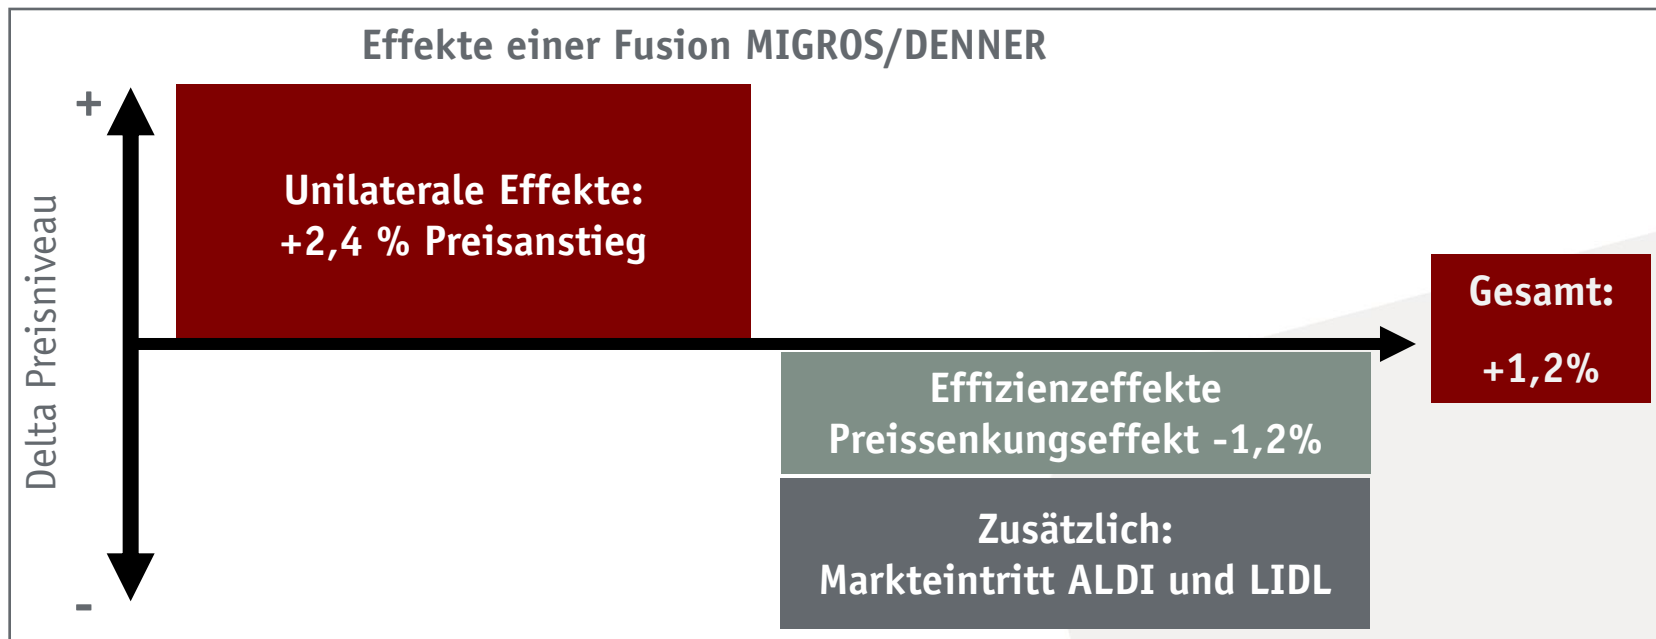 Effekte einer Fusion MIGROS/DENNER
+
Delta Preisniveau
-
Unilaterale Effekte:
+2,4 % Preisanstieg
Effizienzeffekte
Preissenkungseffekt -1,2%
Zusätzlich:
Markteintritt ALDI und LIDL
Gesamt:
+1,2%